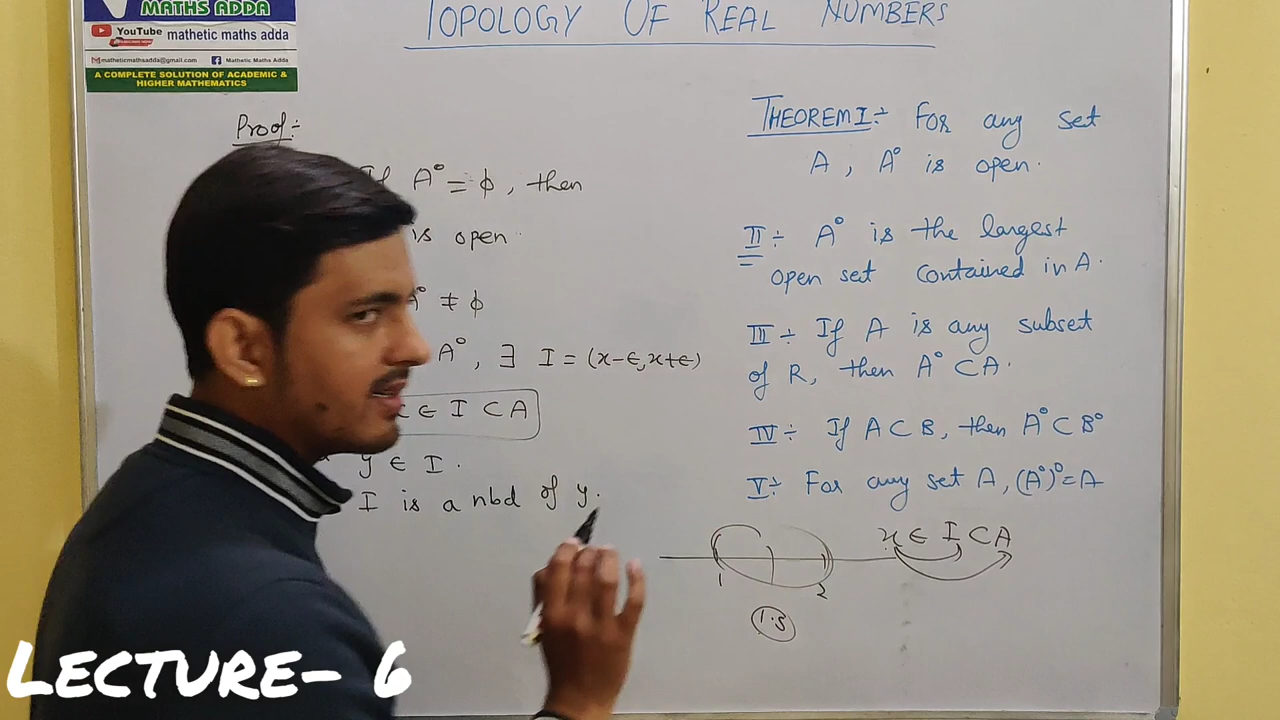 MATHS ADDA
YouTube mathetic maths adda
matheticmathsadda@gmail.com Mathetic Maths Adda
A COMPLETE SOLUTION OF ACADEMIC &
HIGHER MATHEMATICS
TOPOLOGY OF REAL NUMBERS
Proof:-
If A° = ϕ, then
is open
A° ≠ ϕ
A°, ∃ I = (x-ϵ, x+ϵ)
x ∈ I ⊂ A
y ∈ I.
I is a nbd of y.
THEOREM I:- For any set
A, A° is open.
II:- A° is the largest
open set contained in A.
III:- If A is any subset
of R, then A° ⊂ A.
IV:- If A ⊂ B, then A° ⊂ B°
V:- For any set A, (A°)° = A
x ∈ I ⊂ A
1 2
1.5
LECTURE- 6